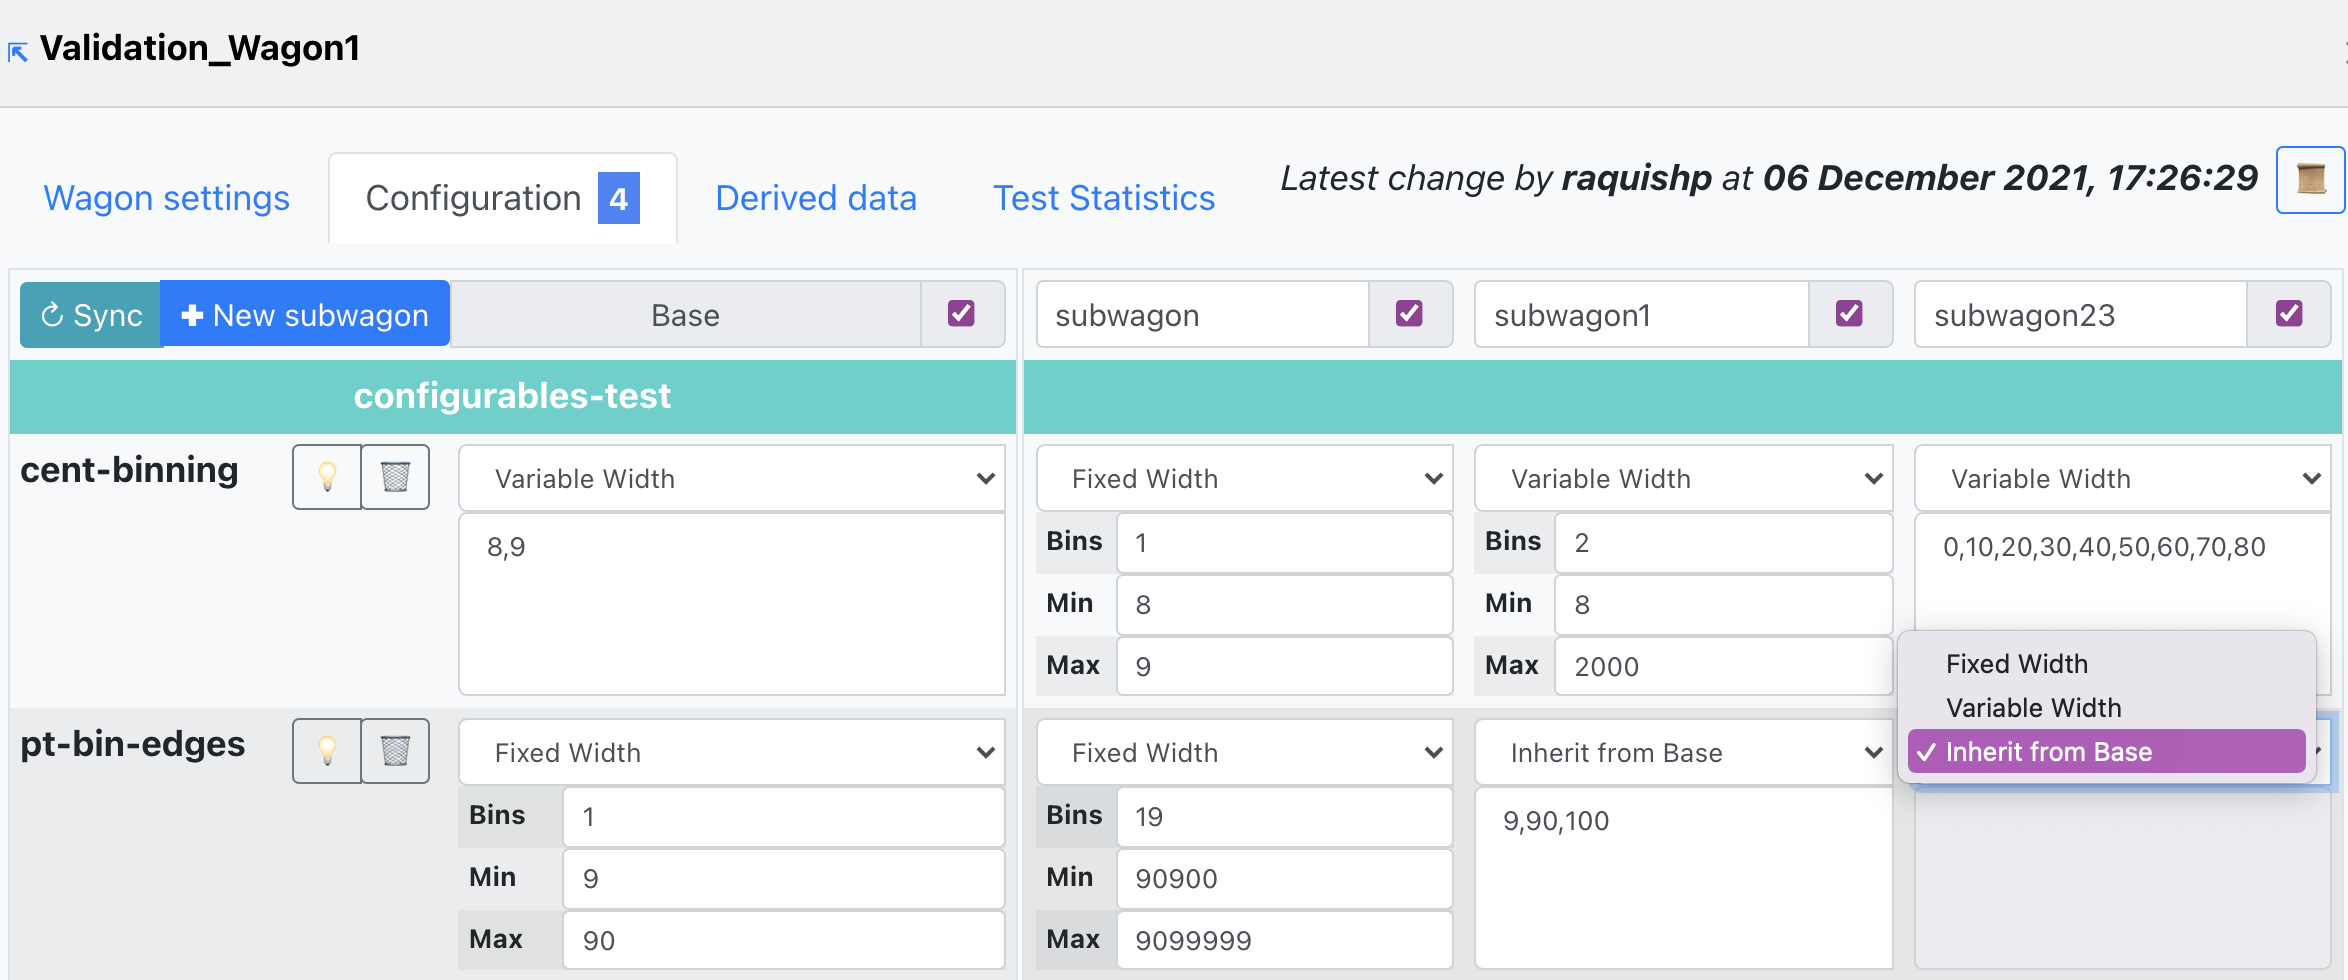 Validation_Wagon1
Wagon settings Configuration 4 Derived data Test Statistics Latest change by raquishp at 06 December 2021, 17:26:29
Sync New subwagon Base subwagon subwagon1 subwagon23
configurables-test
cent-binning Variable Width Fixed Width Variable Width Variable Width
8,9 Bins 1 Bins 2 0,10,20,30,40,50,60,70,80
Min 8 Min 8
Max 9 Max 2000 Fixed Width
Variable Width
pt-bin-edges Fixed Width Fixed Width Inherit from Base ✓ Inherit from Base
Bins 1 Bins 19 9,90,100
Min 9 Min 90900
Max 90 Max 9099999